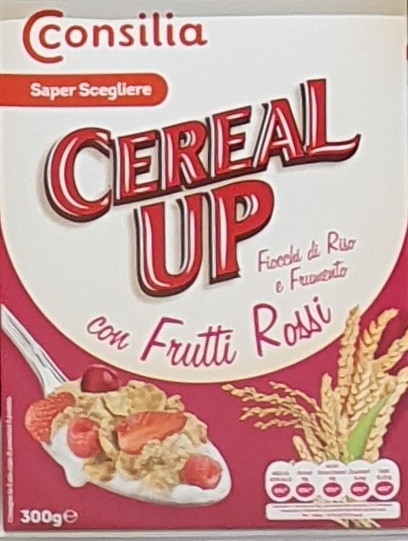 Consilia
Saper Scegliere
CEREAL
UP
Fiocchi di Riso
e Frumento
con Frutti Rossi
300g e